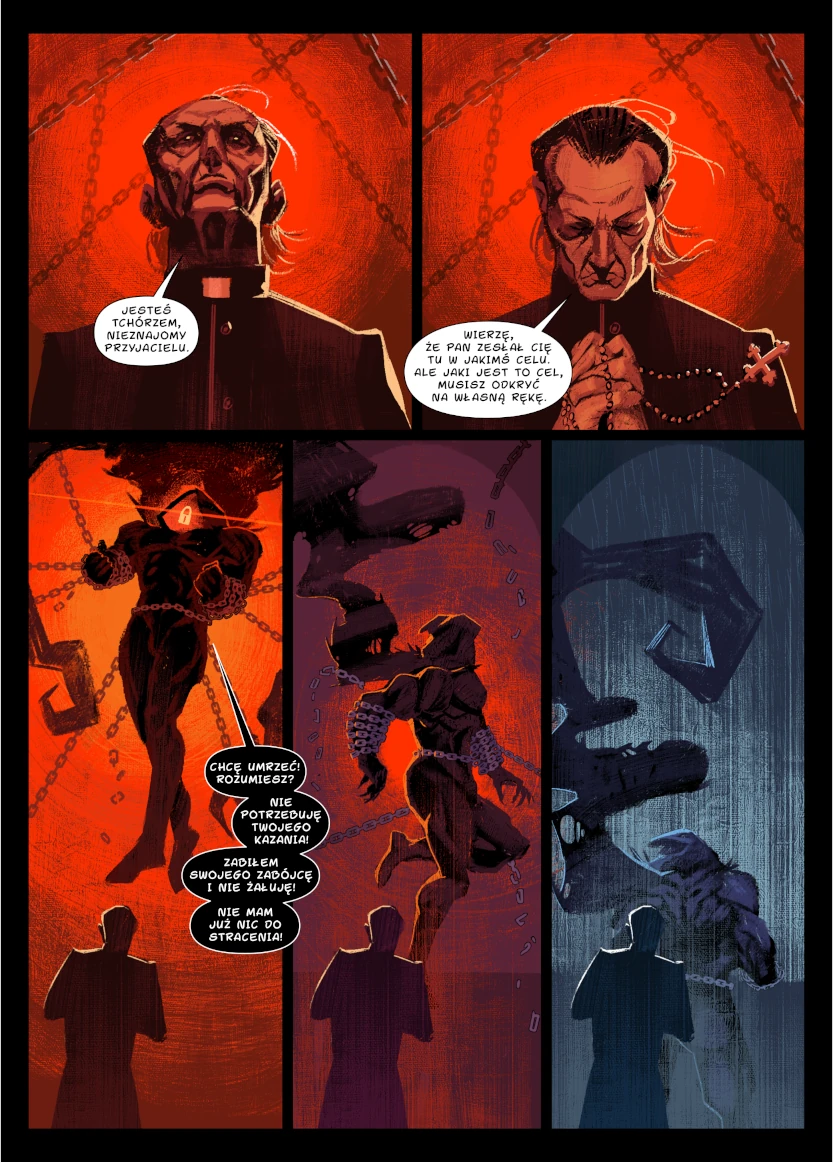 JESTEŚ
TCHÓRZEM,
NIEZNAJOMY
PRZYJACIELU.
WIERZĘ,
ŻE PAN ZESŁAŁ CIĘ
TU W JAKIMŚ CELU.
ALE JAKI JEST TO CEL,
MUSISZ ODKRYĆ
NA WŁASNĄ RĘKĘ.
CHCĘ UMRZEĆ!
ROZUMIESZ?
NIE
POTRZEBUJĘ
TWOJEGO
KAZANIA!
ZABIŁEM
SWOJEGO ZABÓJCĘ
I NIE ŻAŁUJĘ!
NIE MAM
JUŻ NIC DO
STRACENIA!